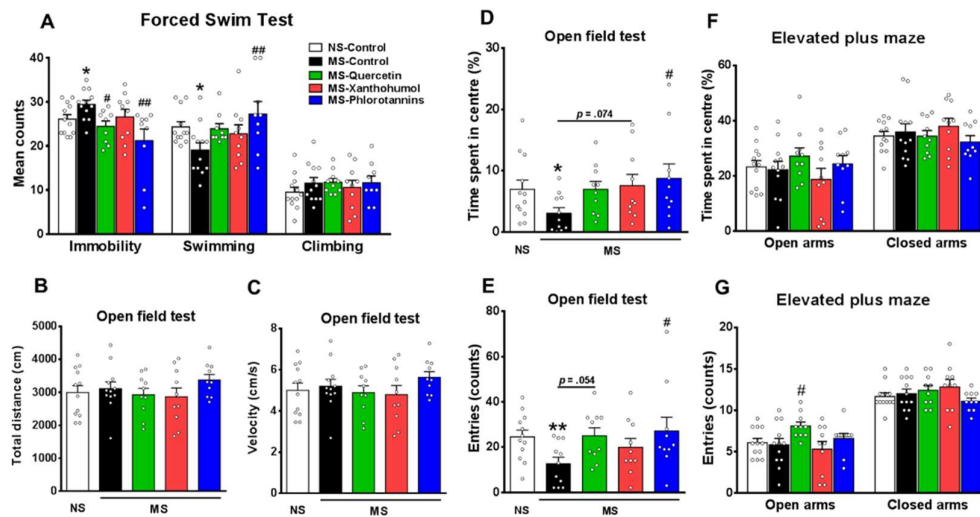 A
Forced Swim Test
NS-Control
MS-Control
MS-Quercetin
MS-Xanthohumol
MS-Phlorotannins
Mean counts
40
30
20
10
0
*
#
##
*
##
Immobility
Swimming
Climbing
B
Open field test
Total distance (cm)
5000
4000
3000
2000
1000
0
NS
MS
C
Open field test
Velocity (cm/s)
8
6
4
2
0
NS
MS
D
Open field test
Time spent in centre (%)
30
20
10
0
p = .074
*
#
NS
MS
E
Open field test
Entries (counts)
80
60
40
20
0
p = .054
**
#
NS
MS
F
Elevated plus maze
Time spent in centre
(%)
80
60
40
20
0
Open arms
Closed arms
G
Elevated plus maze
Entries (counts)
20
15
10
5
0
#
Open arms
Closed arms